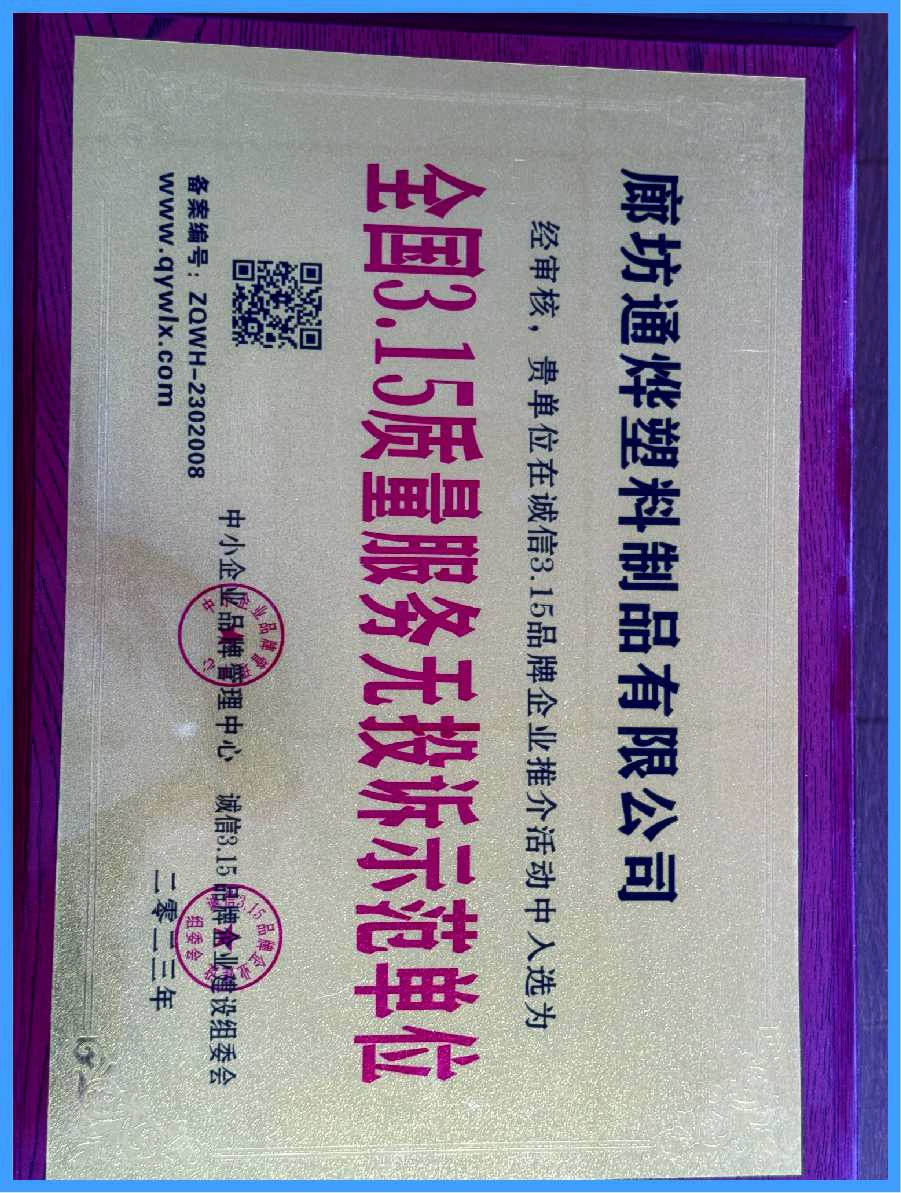 廊坊通烨塑料制品有限公司
经审核，贵单位在诚信3.15品牌企业推介活动中入选为
全国3.15质量服务无投诉示范单位
备案编号：ZQWH-2302008
www.qywlx.com
中小企业品牌管理中心 诚信3.15品牌企业建设组委会
二零二三年